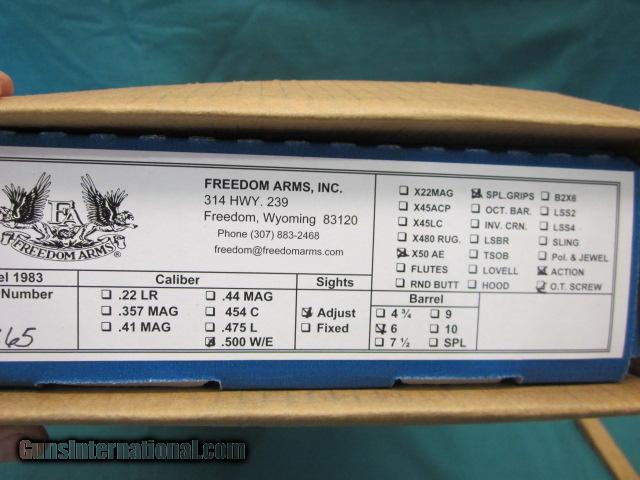 FA
FREEDOM ARMS®
FREEDOM ARMS, INC.
314 HWY. 239
Freedom, Wyoming 83120
Phone (307) 883-2468
freedom@freedomarms.com
X22MAG SPL.GRIPS B2X6
X45ACP OCT. BAR. LSS2
X45LC INV. CRN. LSS4
X480 RUG. LSBR SLING
X50 AE TSOB Pol. & JEWEL
FLUTES LOVELL ACTION
RND BUTT HOOD O.T. SCREW
el 1983
Number
65
Caliber
.22 LR .44 MAG
.357 MAG 454 C
.41 MAG .475 L
.500 W/E
Sights
Adjust
Fixed
Barrel
4 ¾ 9
6 10
7 ½ SPL
GunsInternational.com